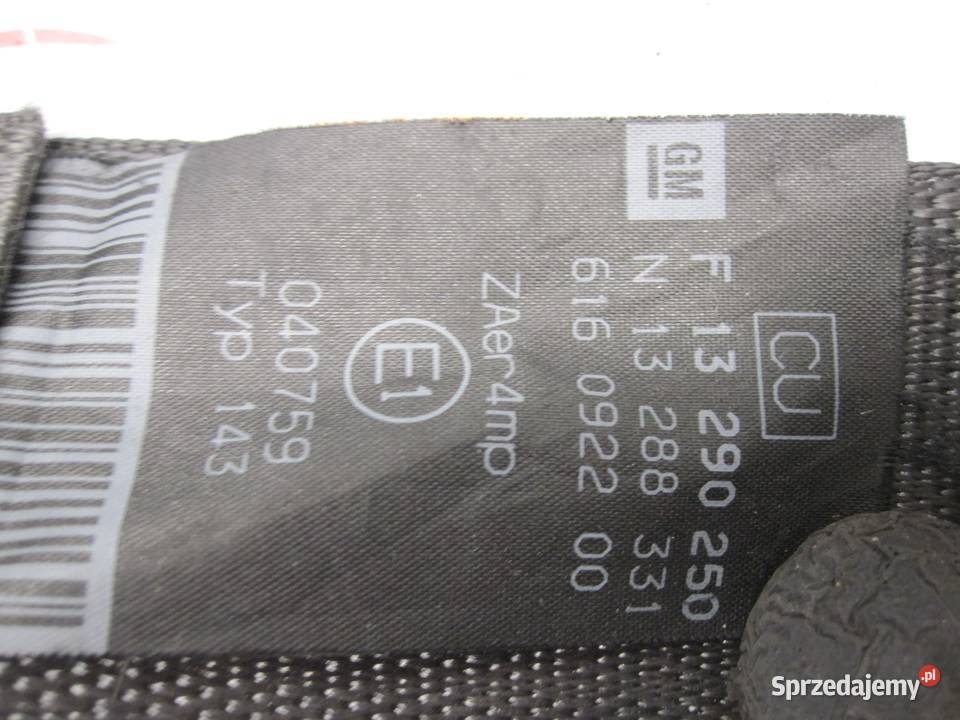 CU
GM
F 13 290 250
N 13 288 331
616 0922 00
ZAer4mp
E1
040759
Typ 143
Sprzedajemy.pl